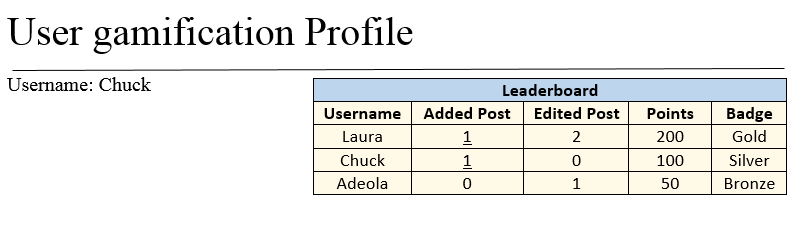 User gamification Profile
Username: Chuck
Leaderboard
Username Added Post Edited Post Points Badge
Laura 1 2 200 Gold
Chuck 1 0 100 Silver
Adeola 0 1 50 Bronze